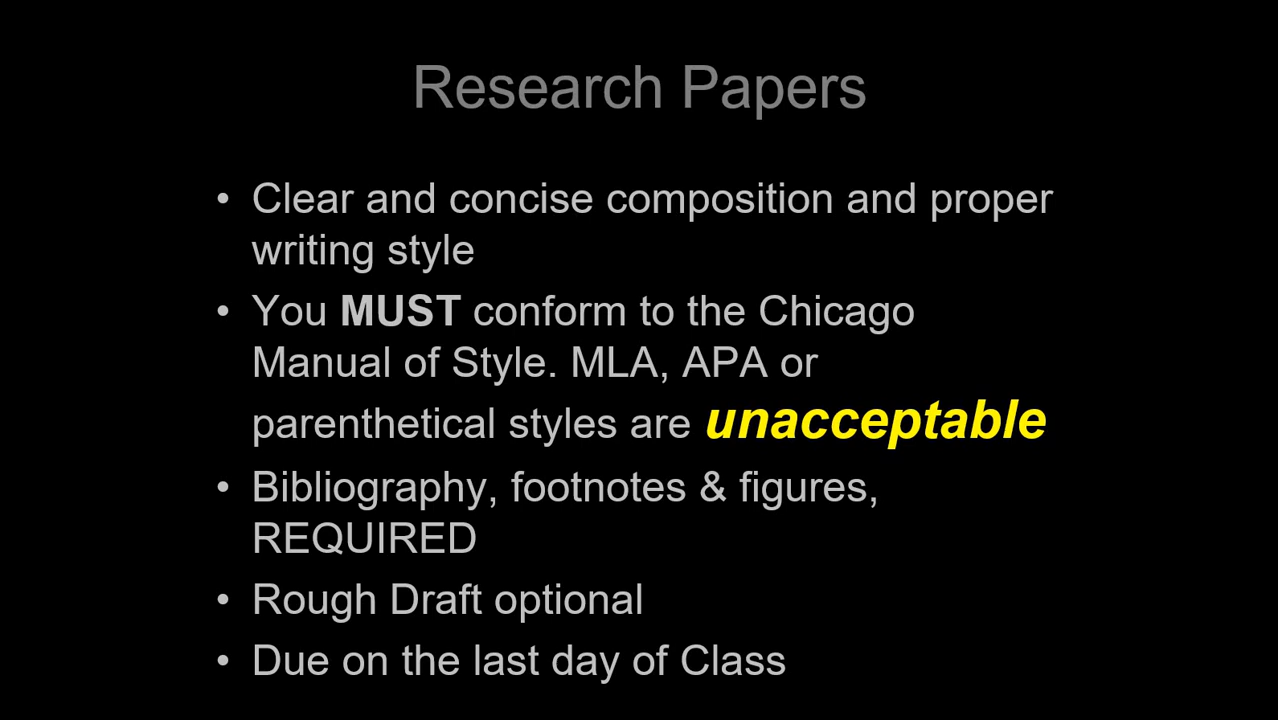 Research Papers
• Clear and concise composition and proper
writing style
• You MUST conform to the Chicago
Manual of Style. MLA, APA or
parenthetical styles are unacceptable
• Bibliography, footnotes & figures,
REQUIRED
• Rough Draft optional
• Due on the last day of Class